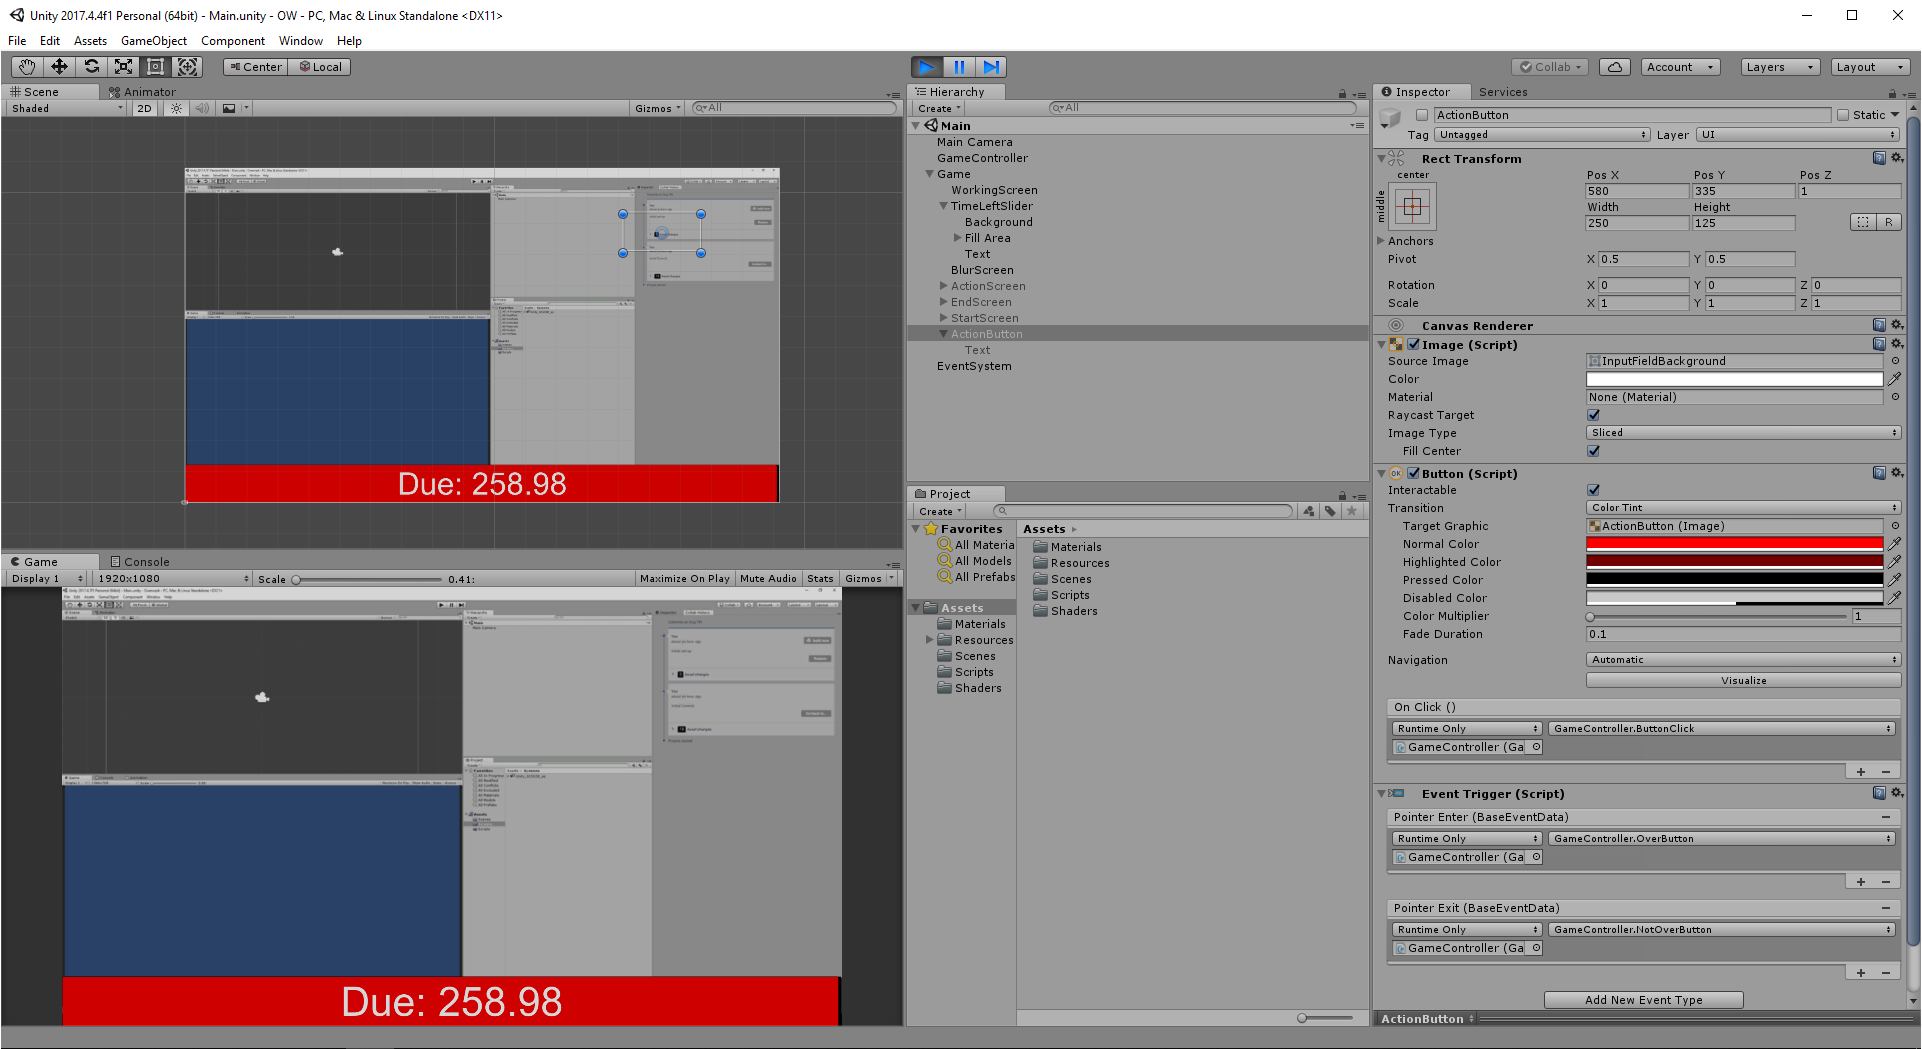 Unity 2017.4.4f1 Personal (64bit) - Main.unity - OW - PC, Mac & Linux Standalone <DX11>
File Edit Assets GameObject Component Window Help
Center Local
Collab Account Layers Layout
Scene Animator
Shaded 2D Gizmos All
Due: 258.98
Game Console
Display 1 1920x1080 Scale 0.41: Maximize On Play Mute Audio Stats Gizmos
Due: 258.98
Hierarchy
Create All
Main
Main Camera
GameController
Game
WorkingScreen
TimeLeftSlider
Background
Fill Area
Text
BlurScreen
ActionScreen
EndScreen
StartScreen
ActionButton
Text
EventSystem
Project
Create
Favorites
All Materia
All Models
All Prefabs
Assets
Materials
Resources
Scenes
Scripts
Shaders
Assets
Materials
Resources
Scenes
Scripts
Shaders
Inspector Services
ActionButton Static
Tag Untagged Layer UI
Rect Transform
center
middle
Pos X Pos Y Pos Z
580 335 1
Width Height
250 125 R
Anchors
Pivot X 0.5 Y 0.5
Rotation X 0 Y 0 Z 0
Scale X 1 Y 1 Z 1
Canvas Renderer
Image (Script)
Source Image InputFieldBackground
Color
Material None (Material)
Raycast Target
Image Type Sliced
Fill Center
OK Button (Script)
Interactable
Transition Color Tint
Target Graphic ActionButton (Image)
Normal Color
Highlighted Color
Pressed Color
Disabled Color
Color Multiplier 1
Fade Duration 0.1
Navigation Automatic
Visualize
On Click ()
Runtime Only GameController.ButtonClick
GameController (Ga
Event Trigger (Script)
Pointer Enter (BaseEventData)
Runtime Only GameController.OverButton
GameController (Ga
Pointer Exit (BaseEventData)
Runtime Only GameController.NotOverButton
GameController (Ga
Add New Event Type
ActionButton